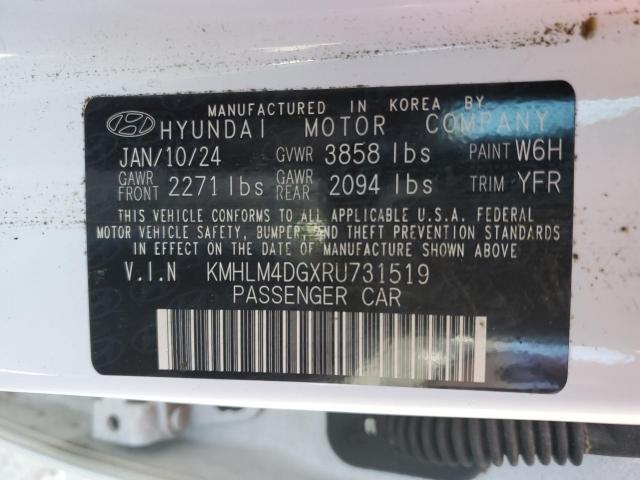 MANUFACTURED IN KOREA BY
HYUNDAI MOTOR COMPANY
JAN/10/24 GVWR 3858 lbs PAINT W6H
GAWR FRONT 2271 lbs GAWR REAR 2094 lbs TRIM YFR
THIS VEHICLE CONFORMS TO ALL APPLICABLE U.S.A. FEDERAL
MOTOR VEHICLE SAFETY, BUMPER, AND THEFT PREVENTION STANDARDS
IN EFFECT ON THE DATE OF MANUFACTURE SHOWN ABOVE.
V.I.N KMHLM4DGXRU731519
PASSENGER CAR